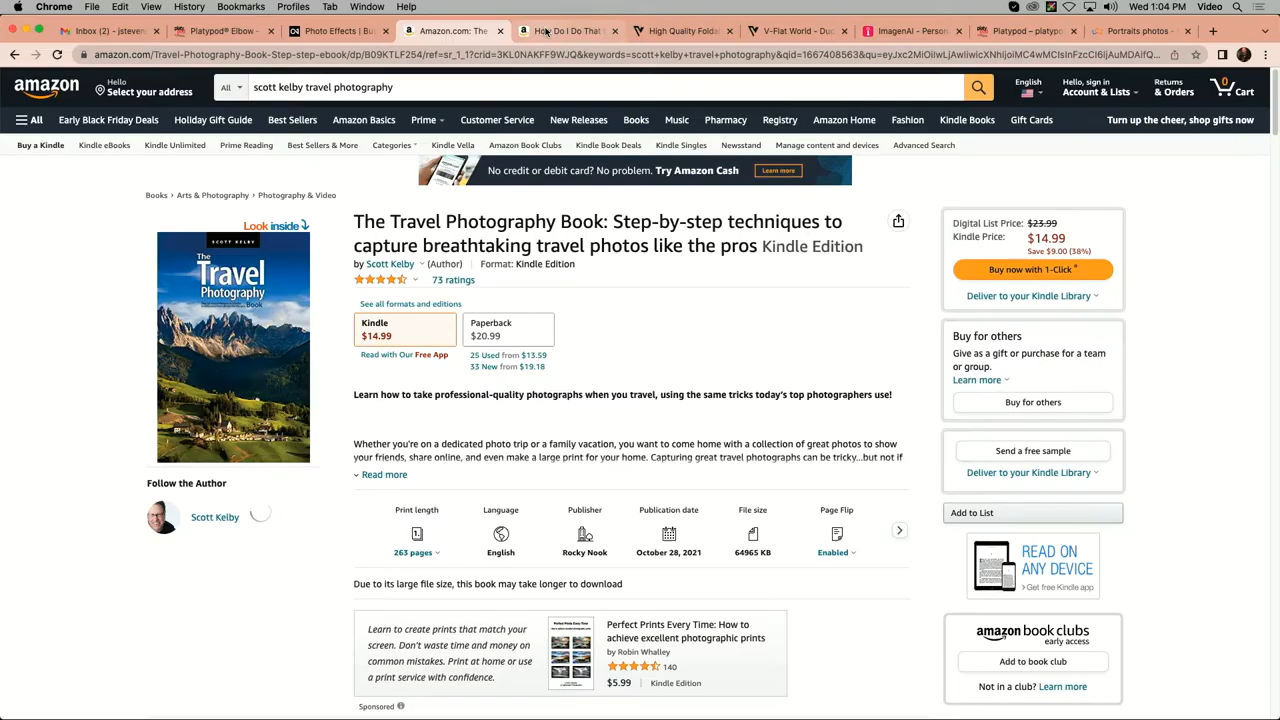 Chrome File Edit View History Bookmarks Profiles Tab Window Help Video Wed 1:04 PM
Inbox (2) - jsteven Platypod® Elbow - Photo Effects | Bu Amazon.com: The How Do I Do That High Quality Folda V-Flat World - Duo ImagenAI - Person Platypod – platypo Portraits photos -
amazon.com/Travel-Photography-Book-Step-step-ebook/dp/B09KTLF254/ref=sr_1_1?crid=3KL0NAKFF9WJQ&keywords=scott+kelby+travel+photography&qid=1667408563&
amazon
Hello
Select your address
All scott kelby travel photography
English
Hello, sign in
Account & Lists
Returns
& Orders
0
Cart
All Early Black Friday Deals Holiday Gift Guide Best Sellers Amazon Basics Prime Customer Service New Releases Books Music Pharmacy Registry Amazon Home Fashion Kindle Books Gift Cards Turn up the cheer, shop gifts now
Buy a Kindle Kindle eBooks Kindle Unlimited Prime Reading Best Sellers & More Categories Kindle Vella Amazon Book Clubs Kindle Book Deals Kindle Singles Newsstand Manage content and devices Advanced Search
No credit or debit card? No problem. Try Amazon Cash Learn more
Books › Arts & Photography › Photography & Video
Look inside
SCOTT KELBY
The
Travel
Photography
Book
Follow the Author
Scott Kelby
The Travel Photography Book: Step-by-step techniques to
capture breathtaking travel photos like the pros Kindle Edition
by Scott Kelby (Author) Format: Kindle Edition
73 ratings
See all formats and editions
Kindle
$14.99
Paperback
$20.99
Read with Our Free App
25 Used from $13.59
33 New from $19.18
Learn how to take professional-quality photographs when you travel, using the same tricks today's top photographers use!
Whether you're on a dedicated photo trip or a family vacation, you want to come home with a collection of great photos to show
your friends, share online, and even make a large print for your home. Capturing great travel photographs can be tricky...but not if
Read more
Print length Language Publisher Publication date File size Page Flip
1.
263 pages English Rocky Nook October 28, 2021 64965 KB Enabled
Due to its large file size, this book may take longer to download
Learn to create prints that match your
screen. Don't waste time and money on
common mistakes. Print at home or use
a print service with confidence.
Perfect Prints Every Time: How to
achieve excellent photographic prints
by Robin Whalley
140
$5.99 Kindle Edition
Sponsored
Digital List Price: $23.99
Kindle Price: $14.99
Save $9.00 (38%)
Buy now with 1-Click ®
Deliver to your Kindle Library
Buy for others
Give as a gift or purchase for a team
or group.
Learn more
Buy for others
Send a free sample
Deliver to your Kindle Library
Add to List
READ ON
ANY DEVICE
› Get free Kindle app
amazon book clubs
early access
Add to book club
Not in a club? Learn more